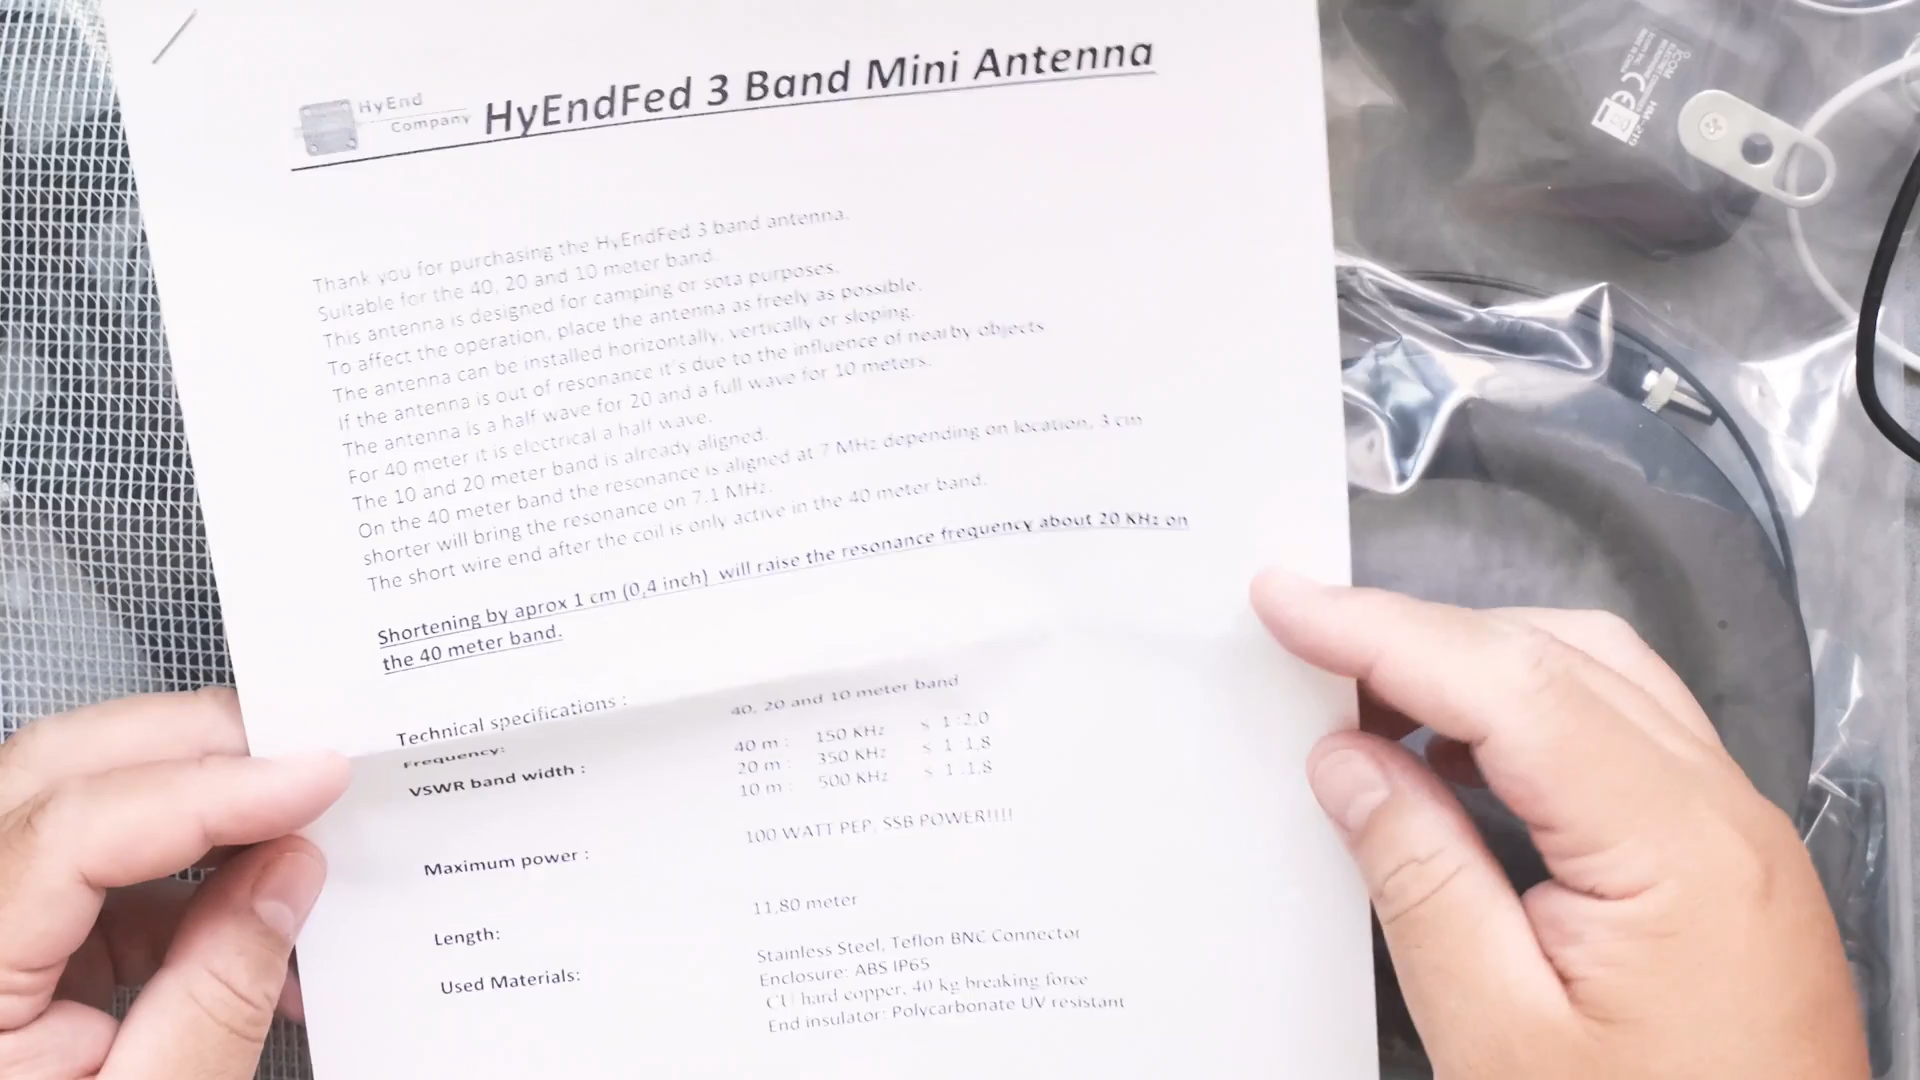 HyEnd
Company
HyEndFed 3 Band Mini Antenna
Thank you for purchasing the HyEndFed 3 band antenna.
Suitable for the 40, 20 and 10 meter band.
This antenna is designed for camping or sota purposes.
To affect the operation, place the antenna as freely as possible.
The antenna can be installed horizontally, vertically or sloping.
If the antenna is out of resonance it's due to the influence of nearby objects
The antenna is a half wave for 20 and a full wave for 10 meters.
For 40 meter it is electrical a half wave.
The 10 and 20 meter band is already aligned.
On the 40 meter band the resonance is aligned at 7 MHz depending on location, 3 cm
shorter will bring the resonance on 7.1 MHz.
The short wire end after the coil is only active in the 40 meter band.
Shortening by aprox 1 cm (0,4 inch) will raise the resonance frequency about 20 KHz on
the 40 meter band.
Technical specifications :
Frequency: 40, 20 and 10 meter band
VSWR band width : 40 m : 150 KHz ≤ 1 :2,0
20 m : 350 KHz ≤ 1 :1,8
10 m : 500 KHz ≤ 1 :1,8
Maximum power : 100 WATT PEP, SSB POWER!!!!
Length: 11,80 meter
Used Materials: Stainless Steel, Teflon BNC Connector
Enclosure: ABS IP65
CU hard copper, 40 kg breaking force
End insulator: Polycarbonate UV resistant
ICOM
HM-219
CE